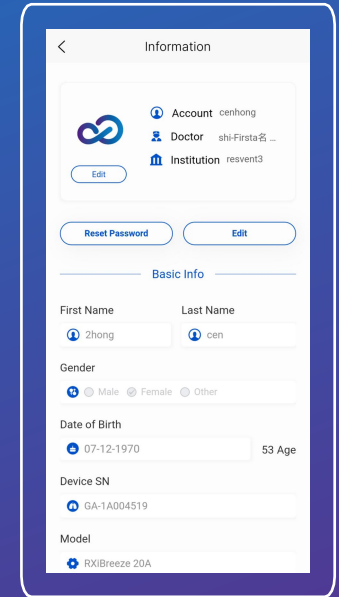 Information
Account cenhong
Doctor shi-Firsta名 ...
Institution resvent3
Edit
Reset Password Edit
Basic Info
First Name Last Name
2hong cen
Gender
Male Female Other
Date of Birth
07-12-1970 53 Age
Device SN
GA-1A004519
Model
RXiBreeze 20A